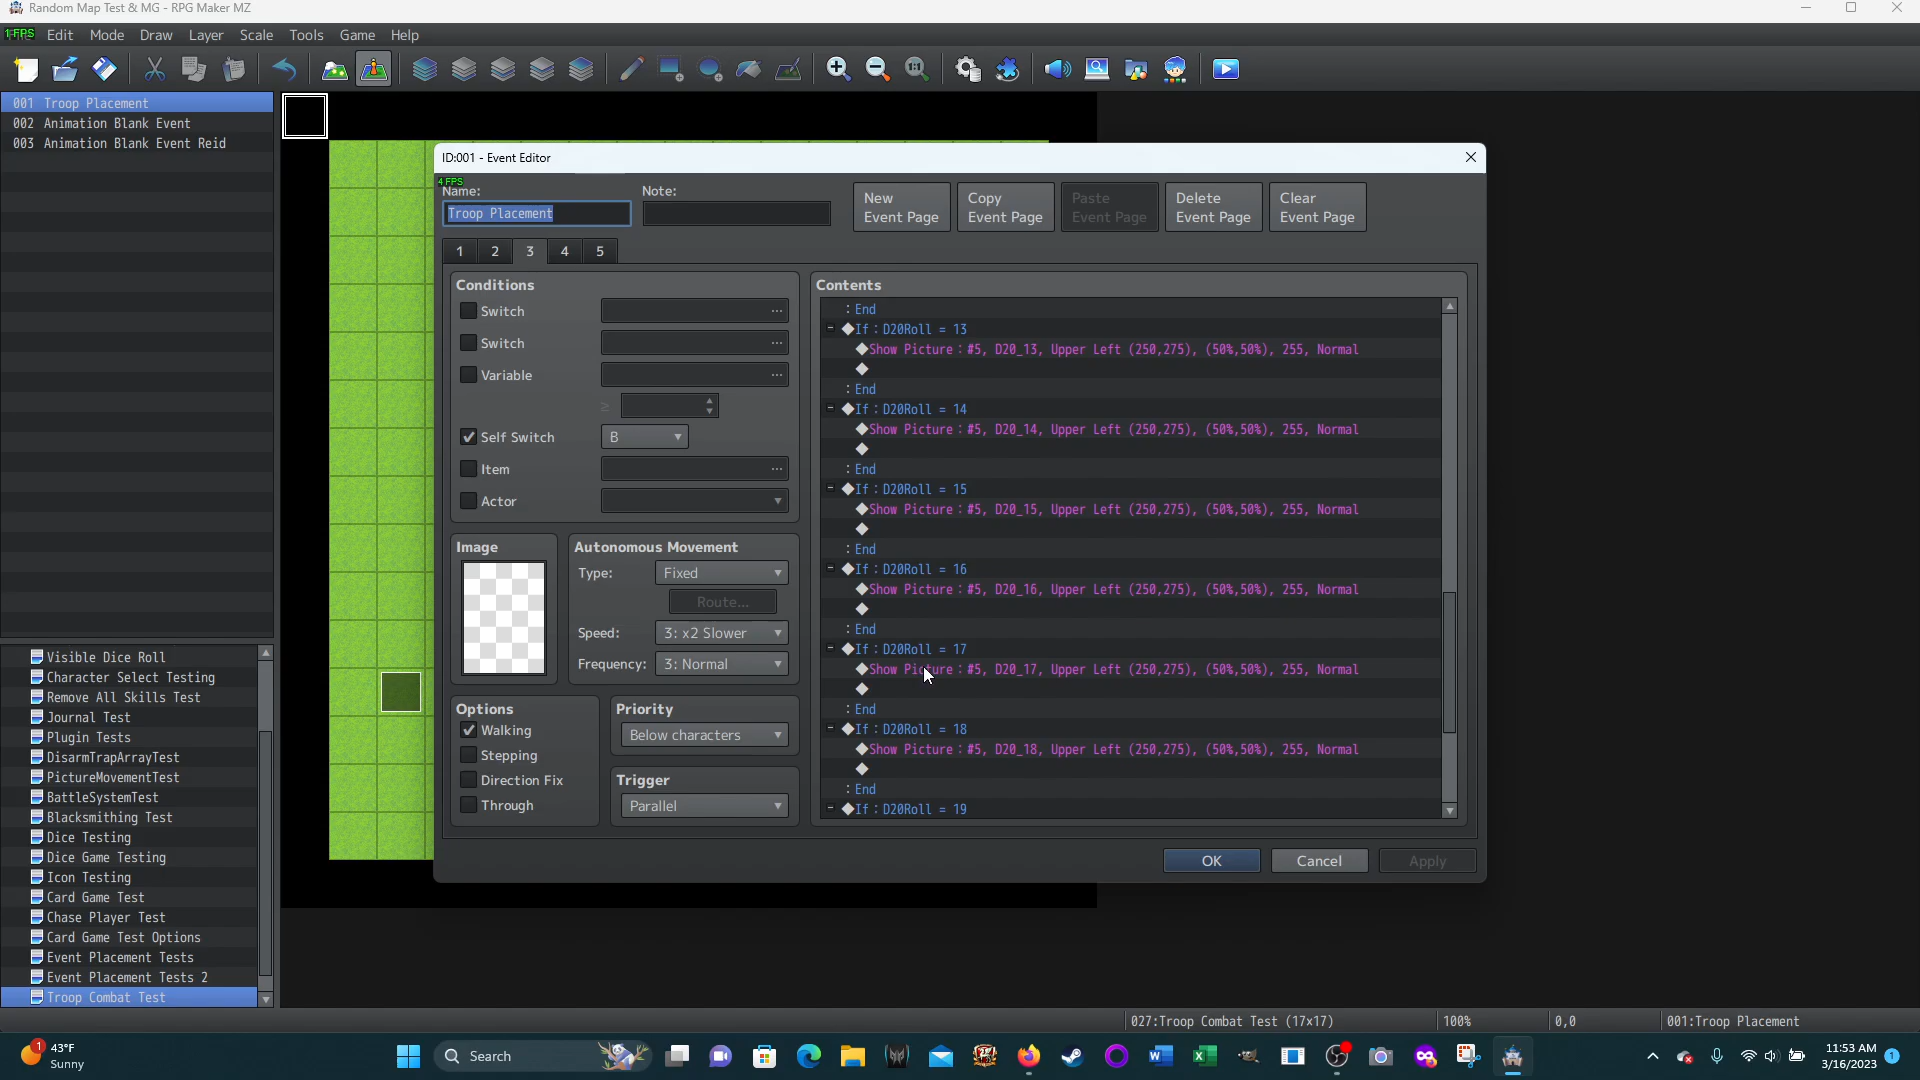 Random Map Test & MG - RPG Maker MZ
1 FPS Edit Mode Draw Layer Scale Tools Game Help
1:1
001 Troop Placement
002 Animation Blank Event
003 Animation Blank Event Reid
ID:001 - Event Editor
4 FPS
Name:
Troop Placement
Note:
New
Event Page
Copy
Event Page
Paste
Event Page
Delete
Event Page
Clear
Event Page
1 2 3 4 5
Conditions
Switch ...
Switch ...
Variable ...
≥
Self Switch B
Item ...
Actor
Image
Autonomous Movement
Type: Fixed
Route...
Speed: 3: x2 Slower
Frequency: 3: Normal
Options
Walking
Stepping
Direction Fix
Through
Priority
Below characters
Trigger
Parallel
Contents
: End
- ◆If : D20Roll = 13
◆Show Picture : #5, D20_13, Upper Left (250,275), (50%,50%), 255, Normal
◆
: End
- ◆If : D20Roll = 14
◆Show Picture : #5, D20_14, Upper Left (250,275), (50%,50%), 255, Normal
◆
: End
- ◆If : D20Roll = 15
◆Show Picture : #5, D20_15, Upper Left (250,275), (50%,50%), 255, Normal
◆
: End
- ◆If : D20Roll = 16
◆Show Picture : #5, D20_16, Upper Left (250,275), (50%,50%), 255, Normal
◆
: End
- ◆If : D20Roll = 17
◆Show Picture : #5, D20_17, Upper Left (250,275), (50%,50%), 255, Normal
◆
: End
- ◆If : D20Roll = 18
◆Show Picture : #5, D20_18, Upper Left (250,275), (50%,50%), 255, Normal
◆
: End
- ◆If : D20Roll = 19
OK Cancel Apply
Visible Dice Roll
Character Select Testing
Remove All Skills Test
Journal Test
Plugin Tests
DisarmTrapArrayTest
PictureMovementTest
BattleSystemTest
Blacksmithing Test
Dice Testing
Dice Game Testing
Icon Testing
Card Game Test
Chase Player Test
Card Game Test Options
Event Placement Tests
Event Placement Tests 2
Troop Combat Test
027:Troop Combat Test (17x17) 100% 0,0 001:Troop Placement
1
43°F
Sunny
Search
11:53 AM
3/16/2023
1